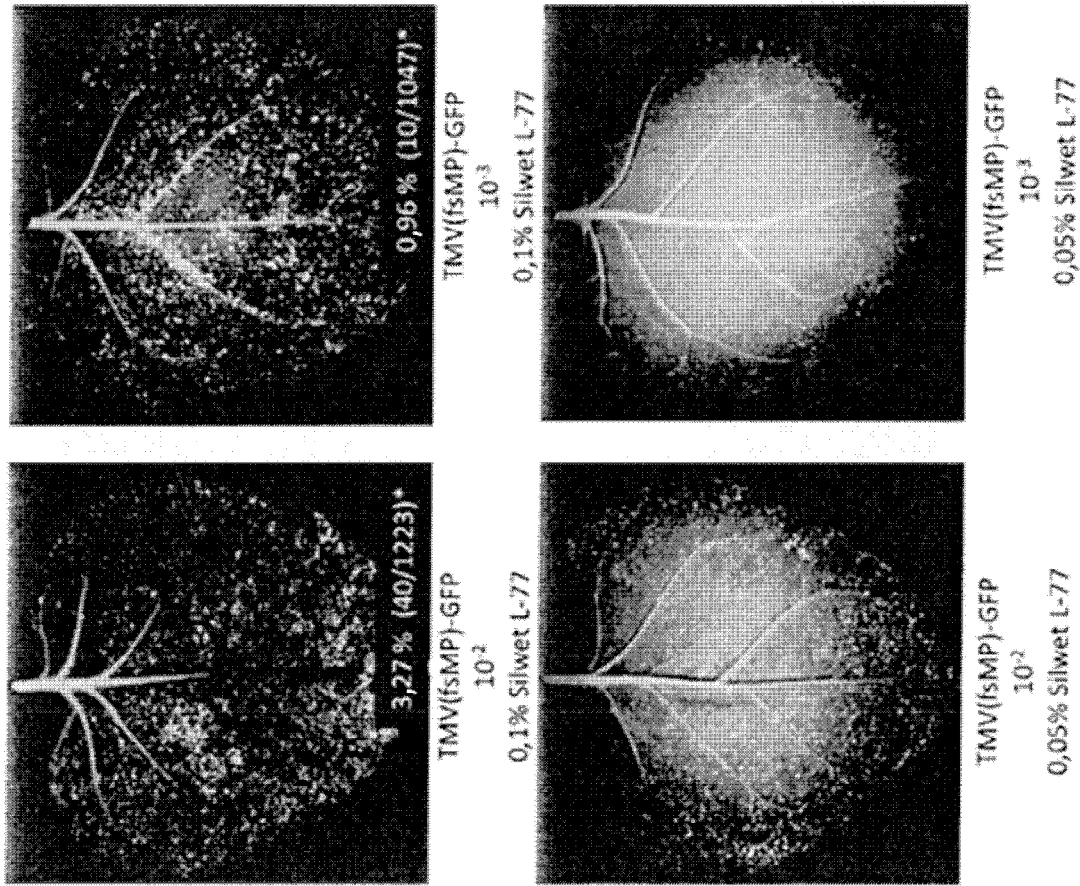 3,27 % (40/1223)*
TMV(fsMP)-GFP
10⁻²
0,1% Silwet L-77
0,96 % (10/1047)*
TMV(fsMP)-GFP
10⁻³
0,1% Silwet L-77
TMV(fsMP)-GFP
10⁻²
0,05% Silwet L-77
TMV(fsMP)-GFP
10⁻³
0,05% Silwet L-77